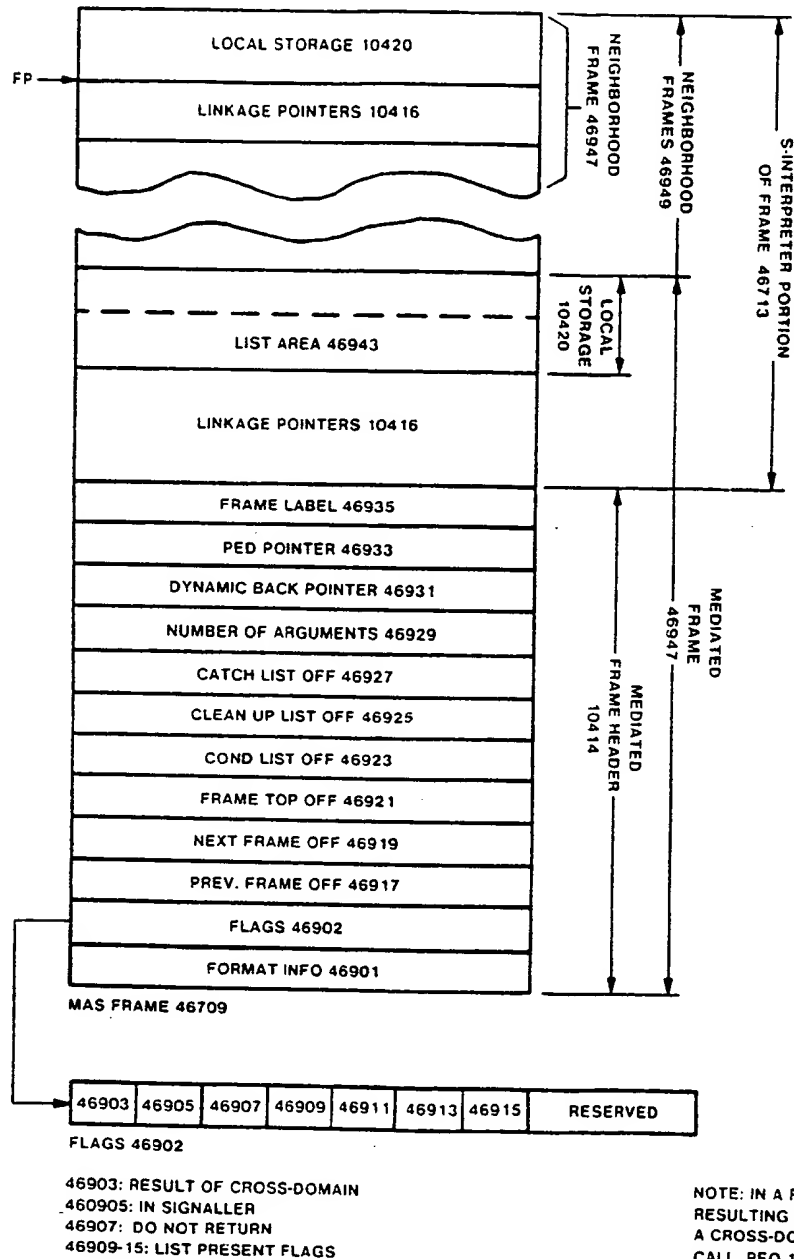 LOCAL STORAGE 10420
FP
LINKAGE POINTERS 10416
NEIGHBORHOOD
FRAME 46947
NEIGHBORHOOD
FRAMES 46949
S-INTERPRETER PORTION
OF FRAME 46713
LIST AREA 46943
LOCAL
STORAGE
10420
LINKAGE POINTERS 10416
FRAME LABEL 46935
PED POINTER 46933
DYNAMIC BACK POINTER 46931
NUMBER OF ARGUMENTS 46929
CATCH LIST OFF 46927
CLEAN UP LIST OFF 46925
COND LIST OFF 46923
FRAME TOP OFF 46921
NEXT FRAME OFF 46919
PREV. FRAME OFF 46917
FLAGS 46902
FORMAT INFO 46901
MEDIATED
FRAME HEADER
10414
MEDIATED
FRAME
46947
MAS FRAME 46709
46903 46905 46907 46909 46911 46913 46915 RESERVED
FLAGS 46902
46903: RESULT OF CROSS-DOMAIN
460905: IN SIGNALLER
46907: DO NOT RETURN
46909-15: LIST PRESENT FLAGS
NOTE: IN A
RESULTING